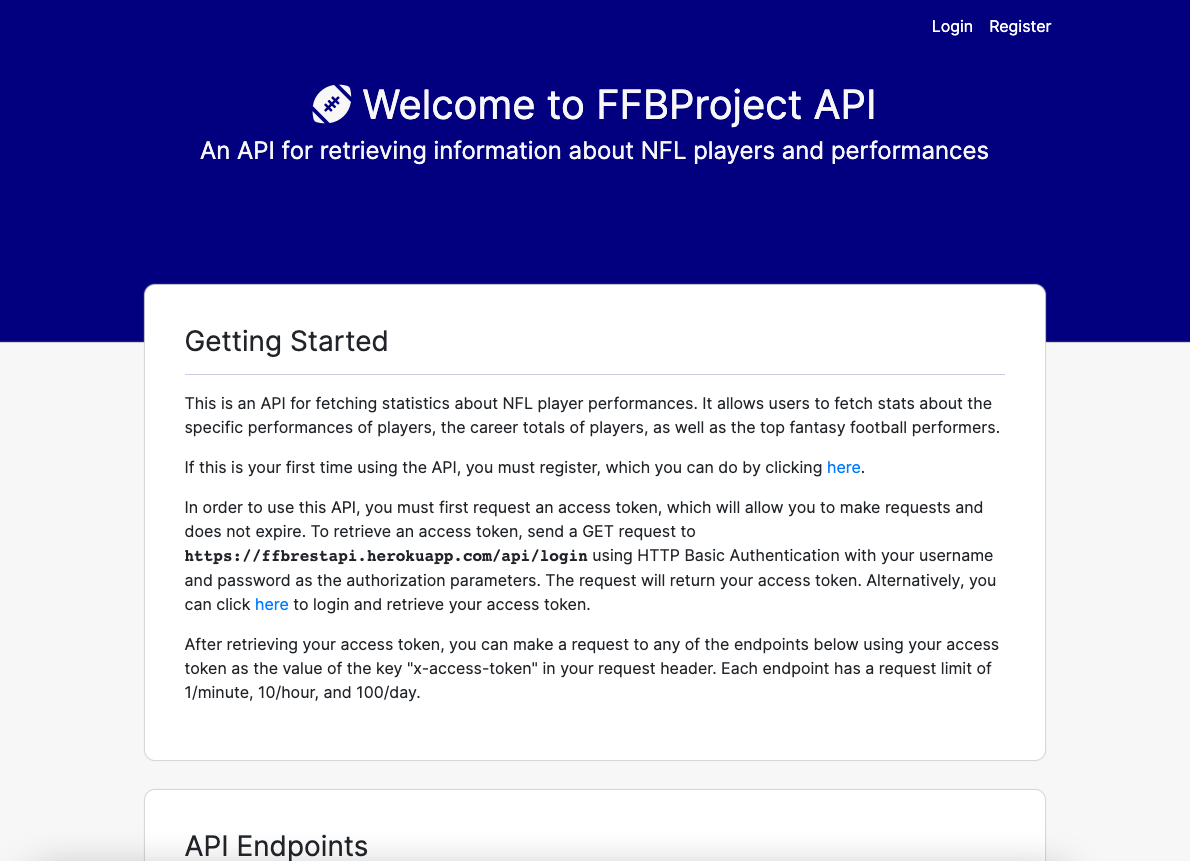 Login Register
Welcome to FFBProject API
An API for retrieving information about NFL players and performances
Getting Started
This is an API for fetching statistics about NFL player performances. It allows users to fetch stats about the
specific performances of players, the career totals of players, as well as the top fantasy football performers.
If this is your first time using the API, you must register, which you can do by clicking here.
In order to use this API, you must first request an access token, which will allow you to make requests and
does not expire. To retrieve an access token, send a GET request to
https://ffbrestapi.herokuapp.com/api/login using HTTP Basic Authentication with your username
and password as the authorization parameters. The request will return your access token. Alternatively, you
can click here to login and retrieve your access token.
After retrieving your access token, you can make a request to any of the endpoints below using your access
token as the value of the key "x-access-token" in your request header. Each endpoint has a request limit of
1/minute, 10/hour, and 100/day.
API Endpoints